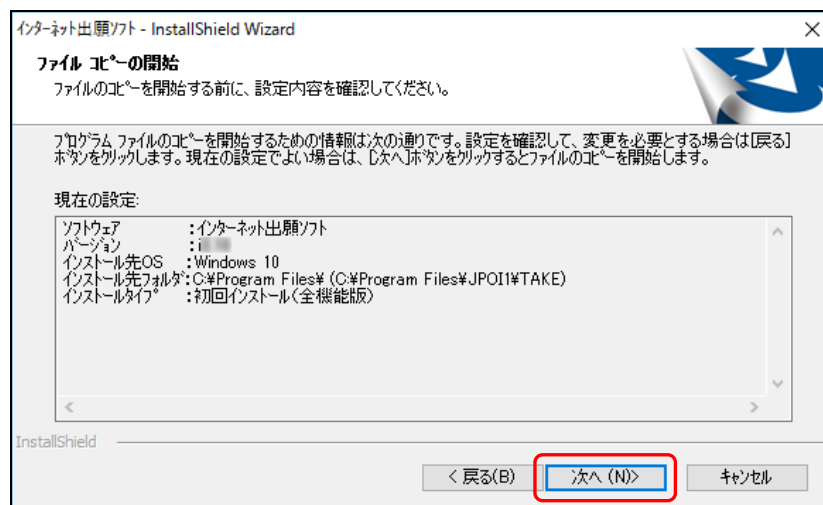 インターネット出願ソフト - InstallShield Wizard
ファイル コピーの開始
ファイルのコピーを開始する前に、設定内容を確認してください。
プログラム ファイルのコピーを開始するための情報は次の通りです。設定を確認して、変更を必要とする場合は[戻る]
ボタンをクリックします。現在の設定でよい場合は、[次へ]ボタンをクリックするとファイルのコピーを開始します。
現在の設定:
ソフトウェア :インターネット出願ソフト
バージョン :i
インストール先OS :Windows 10
インストール先フォルダ:C:¥Program Files¥ (C:¥Program Files¥JPOI1¥TAKE)
インストールタイプ :初回インストール(全機能版)
InstallShield
< 戻る(B)
次へ (N)>
キャンセル